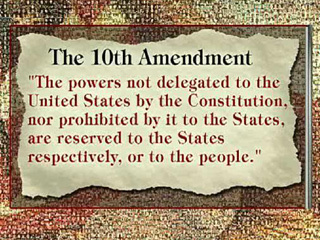 The 10th Amendment
"The powers not delegated to the
United States by the Constitution,
nor prohibited by it to the States,
are reserved to the States
respectively, or to the people."